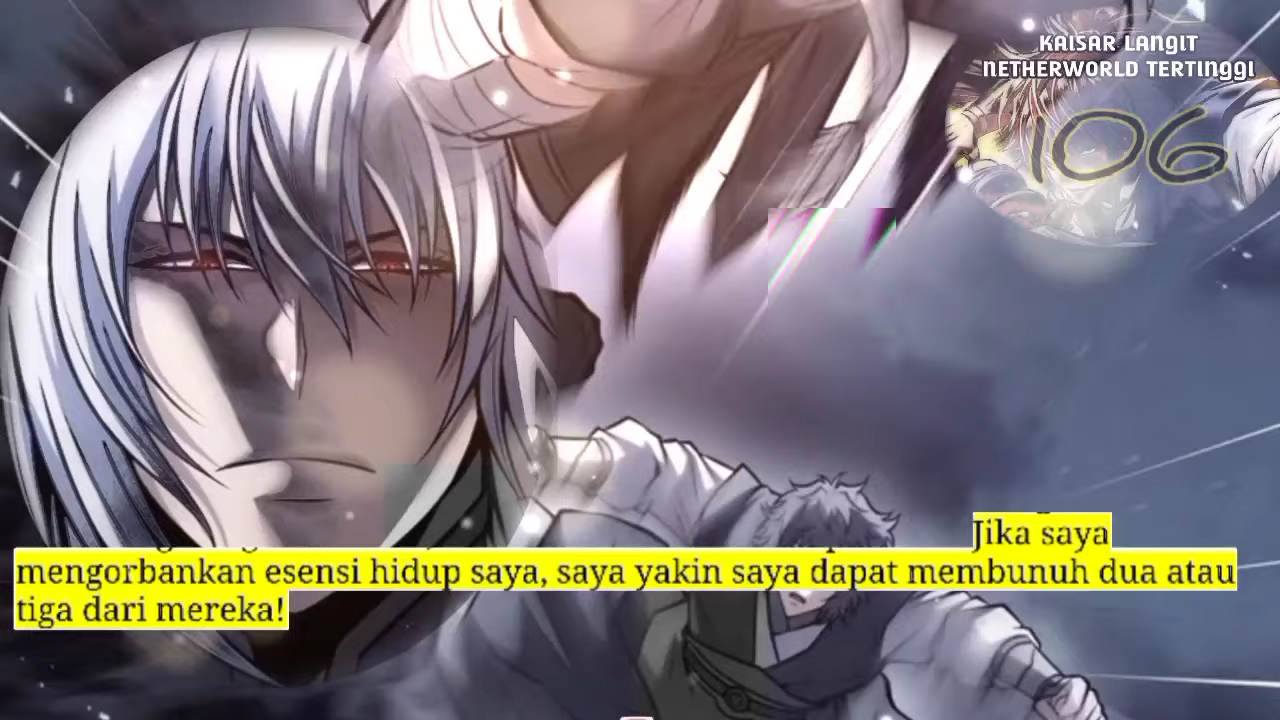 KAISAR LANGIT
NETHERWORLD TERTINGGI
106
Jika saya
mengorbankan esensi hidup saya, saya yakin saya dapat membunuh dua atau
tiga dari mereka!